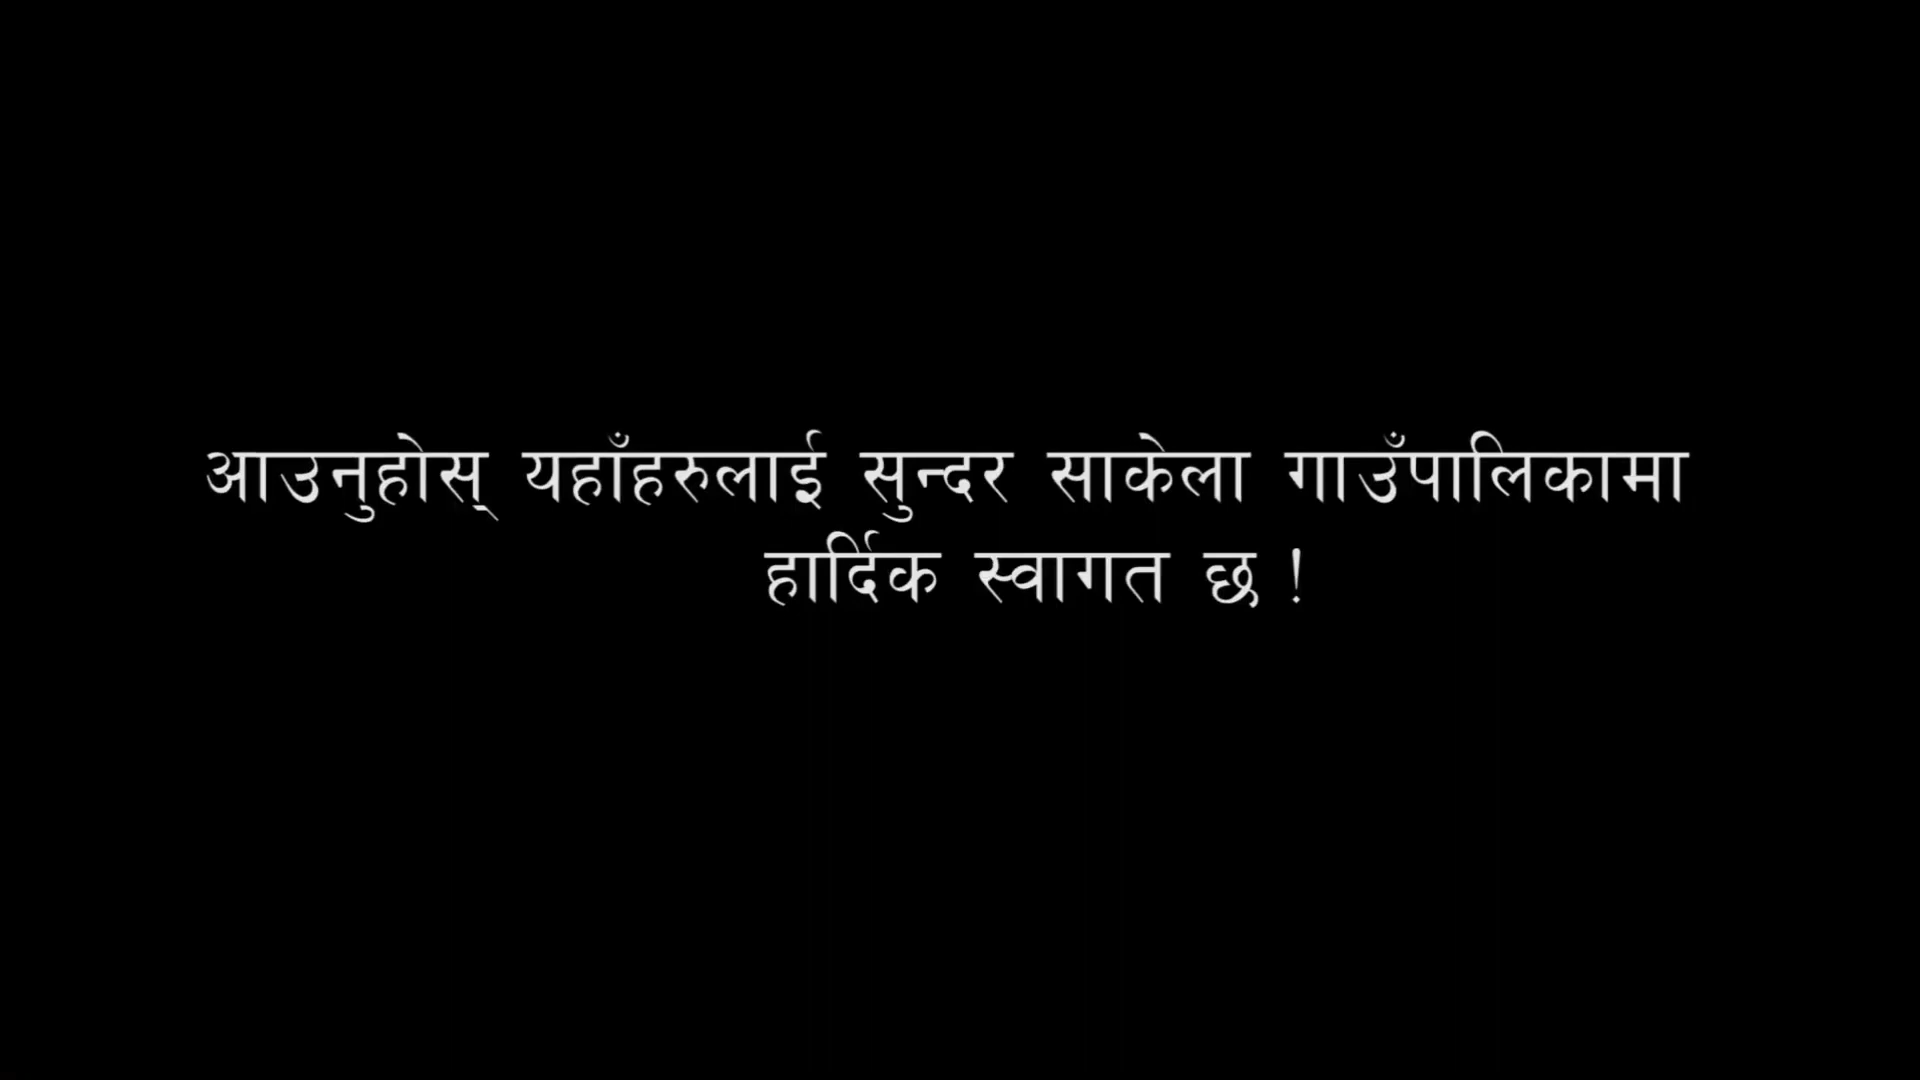 आउनुहोस् यहाँहरुलाई सुन्दर साकेला गाउँपालिकामा
हार्दिक स्वागत छ !